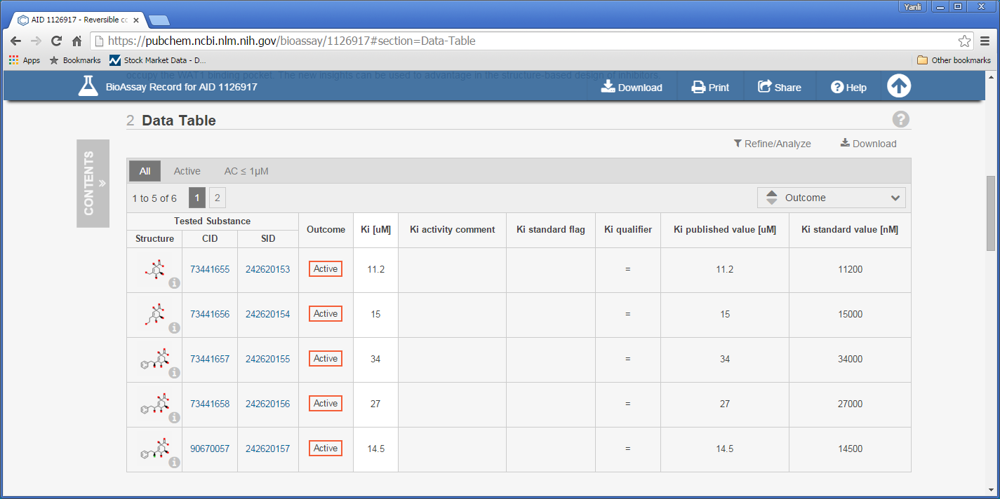 Yanli
AID 1126917 - Reversible co
https://pubchem.ncbi.nlm.nih.gov/bioassay/1126917#section=Data-Table
Apps Bookmarks Stock Market Data - D... Other bookmarks
occupy the WAT1 binding pocket. The new insights can be used to advantage in the structure-based design of inhibitors.
BioAssay Record for AID 1126917 Download Print Share Help
2 Data Table
CONTENTS »
Refine/Analyze Download
All Active AC ≤ 1µM
1 to 5 of 6 1 2 Outcome
Tested Substance Outcome Ki [uM] Ki activity comment Ki standard flag Ki qualifier Ki published value [uM] Ki standard value [nM]
Structure CID SID
73441655 242620153 Active 11.2 = 11.2 11200
73441656 242620154 Active 15 = 15 15000
73441657 242620155 Active 34 = 34 34000
73441658 242620156 Active 27 = 27 27000
90670057 242620157 Active 14.5 = 14.5 14500